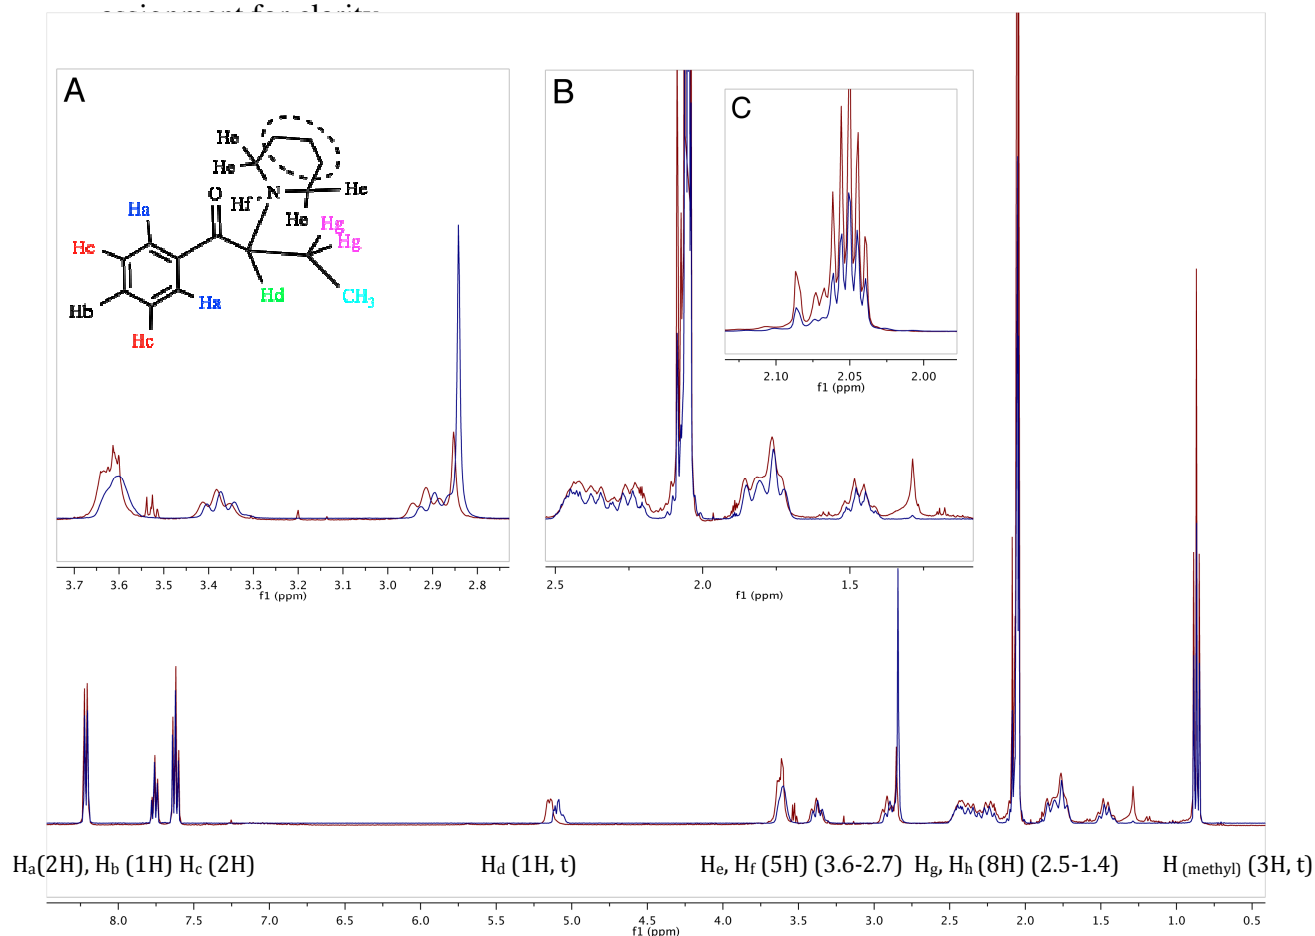 assignment for clarity
A
He
He
N
He
O
Hf
He
Ha
Hg
Hg
Hc
Hb
Ha
Hd
CH3
Hc
3.7 3.6 3.5 3.4 3.3 3.2 3.1 3.0 2.9 2.8
f1 (ppm)
B
2.5 2.0 1.5
f1 (ppm)
C
2.10 2.05 2.00
f1 (ppm)
Ha(2H), Hb (1H) Hc (2H) Hd (1H, t) He, Hf (5H) (3.6-2.7) Hg, Hh (8H) (2.5-1.4) H (methyl) (3H, t)
8.0 7.5 7.0 6.5 6.0 5.5 5.0 4.5 4.0 3.5 3.0 2.5 2.0 1.5 1.0 0.5
f1 (ppm)